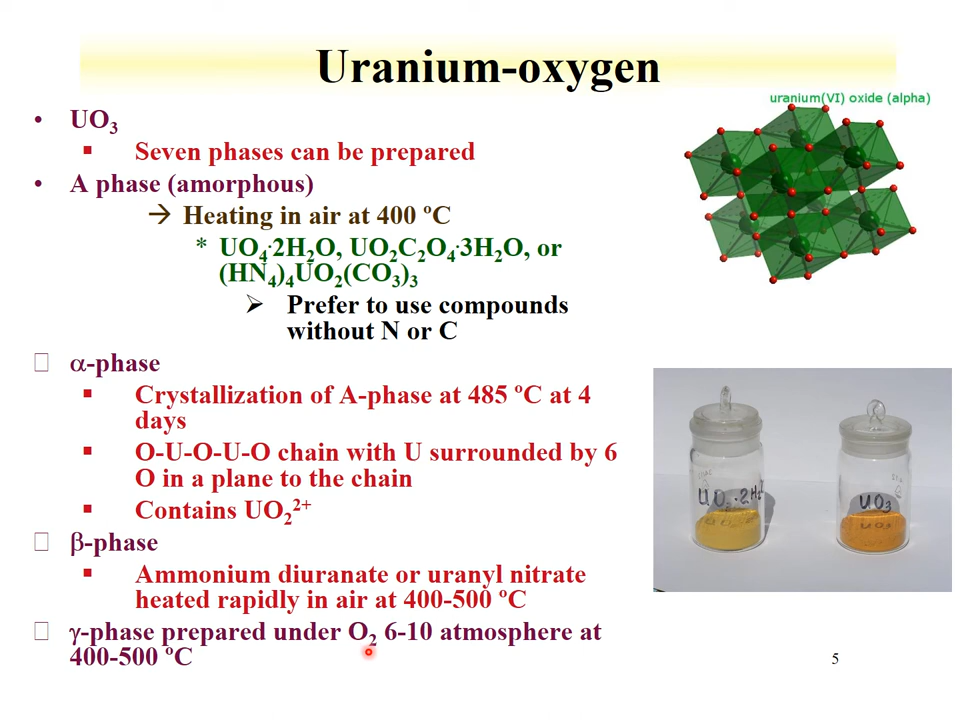 Uranium-oxygen
uranium(VI) oxide (alpha)
• UO₃
▪ Seven phases can be prepared
• A phase (amorphous)
→ Heating in air at 400 ºC
* UO₄·2H₂O, UO₂C₂O₄·3H₂O, or
(HN₄)₄UO₂(CO₃)₃
➢ Prefer to use compounds
without N or C
□ α-phase
▪ Crystallization of A-phase at 485 ºC at 4
days
▪ O-U-O-U-O chain with U surrounded by 6
O in a plane to the chain
▪ Contains UO₂²⁺
□ β-phase
▪ Ammonium diuranate or uranyl nitrate
heated rapidly in air at 400-500 ºC
□ γ-phase prepared under O₂ 6-10 atmosphere at
400-500 ºC
UO₃
UO₃
5